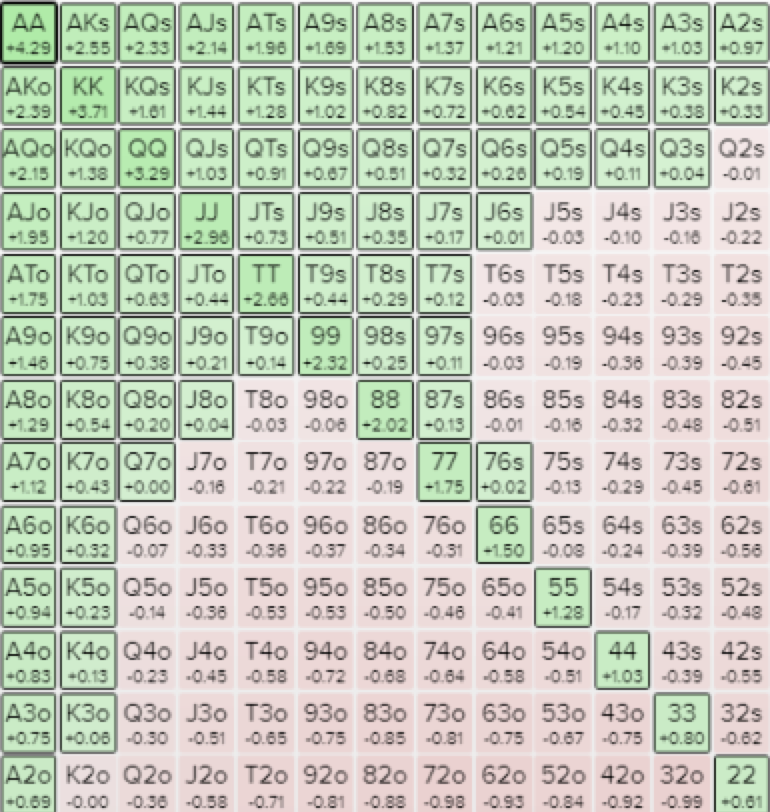 AA AKs AQs AJs ATs A9s A8s A7s A6s A5s A4s A3s A2s
+4.29 +2.55 +2.33 +2.14 +1.96 +1.69 +1.53 +1.37 +1.21 +1.20 +1.10 +1.03 +0.97
AKo KK KQs KJs KTs K9s K8s K7s K6s K5s K4s K3s K2s
+2.39 +3.71 +1.61 +1.44 +1.28 +1.02 +0.82 +0.72 +0.62 +0.54 +0.45 +0.38 +0.33
AQo KQo QQ QJs QTs Q9s Q8s Q7s Q6s Q5s Q4s Q3s Q2s
+2.15 +1.38 +3.29 +1.03 +0.91 +0.67 +0.51 +0.32 +0.26 +0.19 +0.11 +0.04 -0.01
AJo KJo QJo JJ JTs J9s J8s J7s J6s J5s J4s J3s J2s
+1.95 +1.20 +0.77 +2.96 +0.73 +0.51 +0.35 +0.17 +0.01 -0.03 -0.10 -0.16 -0.22
ATo KTo QTo JTo TT T9s T8s T7s T6s T5s T4s T3s T2s
+1.75 +1.03 +0.63 +0.44 +2.66 +0.44 +0.29 +0.12 -0.03 -0.18 -0.23 -0.29 -0.35
A9o K9o Q9o J9o T9o 99 98s 97s 96s 95s 94s 93s 92s
+1.46 +0.75 +0.38 +0.21 +0.14 +2.32 +0.25 +0.11 -0.03 -0.19 -0.36 -0.39 -0.45
A8o K8o Q8o J8o T8o 98o 88 87s 86s 85s 84s 83s 82s
+1.29 +0.54 +0.20 +0.04 -0.03 -0.06 +2.02 +0.13 -0.01 -0.16 -0.32 -0.48 -0.51
A7o K7o Q7o J7o T7o 97o 87o 77 76s 75s 74s 73s 72s
+1.12 +0.43 +0.00 -0.16 -0.21 -0.22 -0.19 +1.75 +0.02 -0.13 -0.29 -0.45 -0.61
A6o K6o Q6o J6o T6o 96o 86o 76o 66 65s 64s 63s 62s
+0.95 +0.32 -0.07 -0.33 -0.36 -0.37 -0.34 -0.31 +1.50 -0.08 -0.24 -0.39 -0.56
A5o K5o Q5o J5o T5o 95o 85o 75o 65o 55 54s 53s 52s
+0.94 +0.23 -0.14 -0.36 -0.53 -0.53 -0.50 -0.46 -0.41 +1.28 -0.17 -0.32 -0.48
A4o K4o Q4o J4o T4o 94o 84o 74o 64o 54o 44 43s 42s
+0.83 +0.13 -0.23 -0.45 -0.58 -0.72 -0.68 -0.64 -0.58 -0.51 +1.03 -0.39 -0.55
A3o K3o Q3o J3o T3o 93o 83o 73o 63o 53o 43o 33 32s
+0.75 +0.06 -0.30 -0.51 -0.65 -0.75 -0.85 -0.81 -0.75 -0.67 -0.75 +0.80 -0.62
A2o K2o Q2o J2o T2o 92o 82o 72o 62o 52o 42o 32o 22
+0.69 -0.00 -0.36 -0.58 -0.71 -0.81 -0.88 -0.98 -0.93 -0.84 -0.92 -0.99 +0.61